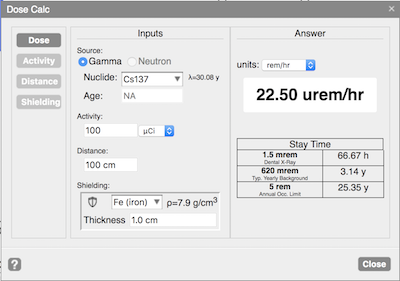 Dose Calc
Dose
Activity
Distance
Shielding
Inputs
Source:
Gamma Neutron
Nuclide: Cs137 λ=30.08 y
Age: NA
Activity:
100 µCi
Distance:
100 cm
Shielding:
Fe (iron) ρ=7.9 g/cm³
Thickness 1.0 cm
Answer
units: rem/hr
22.50 urem/hr
Stay Time
1.5 mrem 66.67 h
Dental X-Ray
620 mrem 3.14 y
Typ. Yearly Background
5 rem 25.35 y
Annual Occ. Limit
?
Close